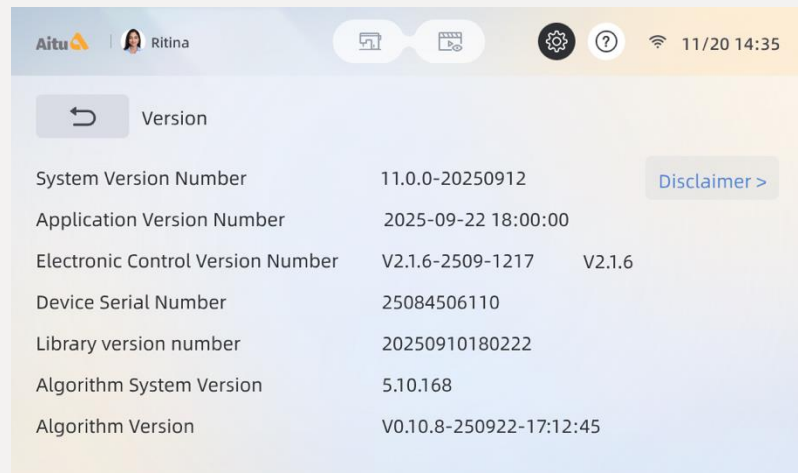 Aitu Ritina 11/20 14:35
Version
System Version Number 11.0.0-20250912 Disclaimer >
Application Version Number 2025-09-22 18:00:00
Electronic Control Version Number V2.1.6-2509-1217 V2.1.6
Device Serial Number 25084506110
Library version number 20250910180222
Algorithm System Version 5.10.168
Algorithm Version V0.10.8-250922-17:12:45